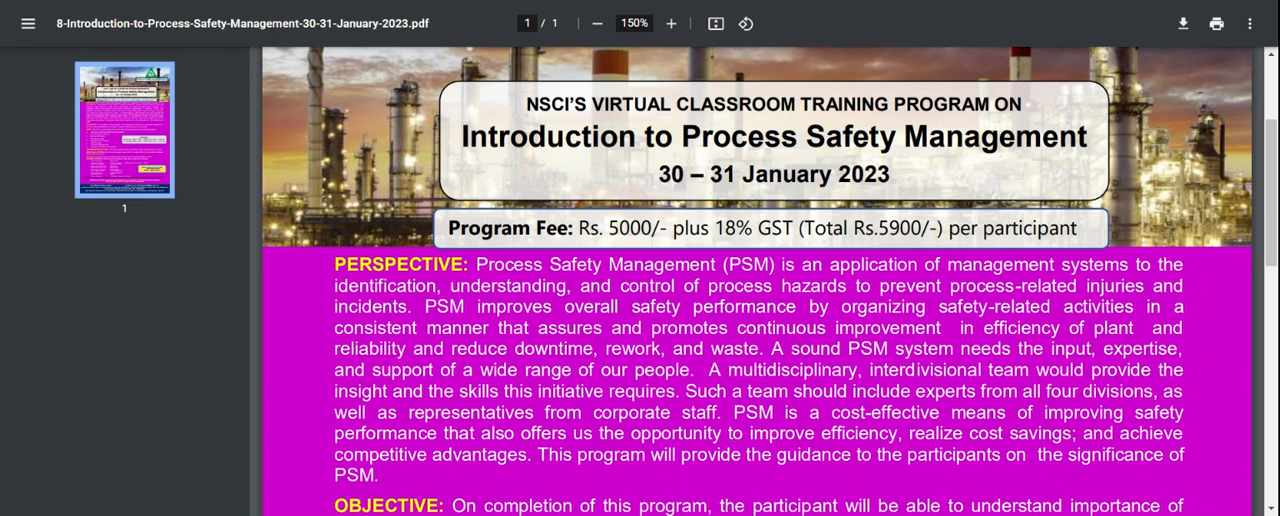 8-Introduction-to-Process-Safety-Management-30-31-January-2023.pdf
1 / 1
150%
1
NSCI'S VIRTUAL CLASSROOM TRAINING PROGRAM ON
Introduction to Process Safety Management
30 – 31 January 2023
Program Fee: Rs. 5000/- plus 18% GST (Total Rs.5900/-) per participant
PERSPECTIVE: Process Safety Management (PSM) is an application of management systems to the
identification, understanding, and control of process hazards to prevent process-related injuries and
incidents. PSM improves overall safety performance by organizing safety-related activities in a
consistent manner that assures and promotes continuous improvement in efficiency of plant and
reliability and reduce downtime, rework, and waste. A sound PSM system needs the input, expertise,
and support of a wide range of our people. A multidisciplinary, interdivisional team would provide the
insight and the skills this initiative requires. Such a team should include experts from all four divisions, as
well as representatives from corporate staff. PSM is a cost-effective means of improving safety
performance that also offers us the opportunity to improve efficiency, realize cost savings; and achieve
competitive advantages. This program will provide the guidance to the participants on the significance of
PSM.
OBJECTIVE: On completion of this program, the participant will be able to understand importance of